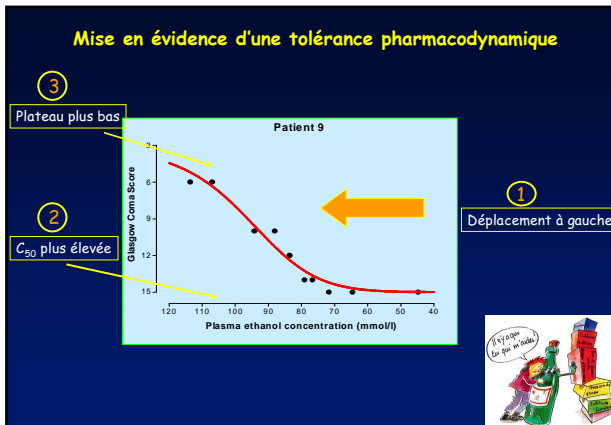 Mise en évidence d'une tolérance pharmacodynamique
3
Plateau plus bas
2
C50 plus élevée
1
Déplacement à gauche
Patient 9
Glasgow Coma Score
3
6
9
12
15
120 110 100 90 80 70 60 50 40
Plasma ethanol concentration (mmol/l)
Il n'y a que
toi qui m'aides!